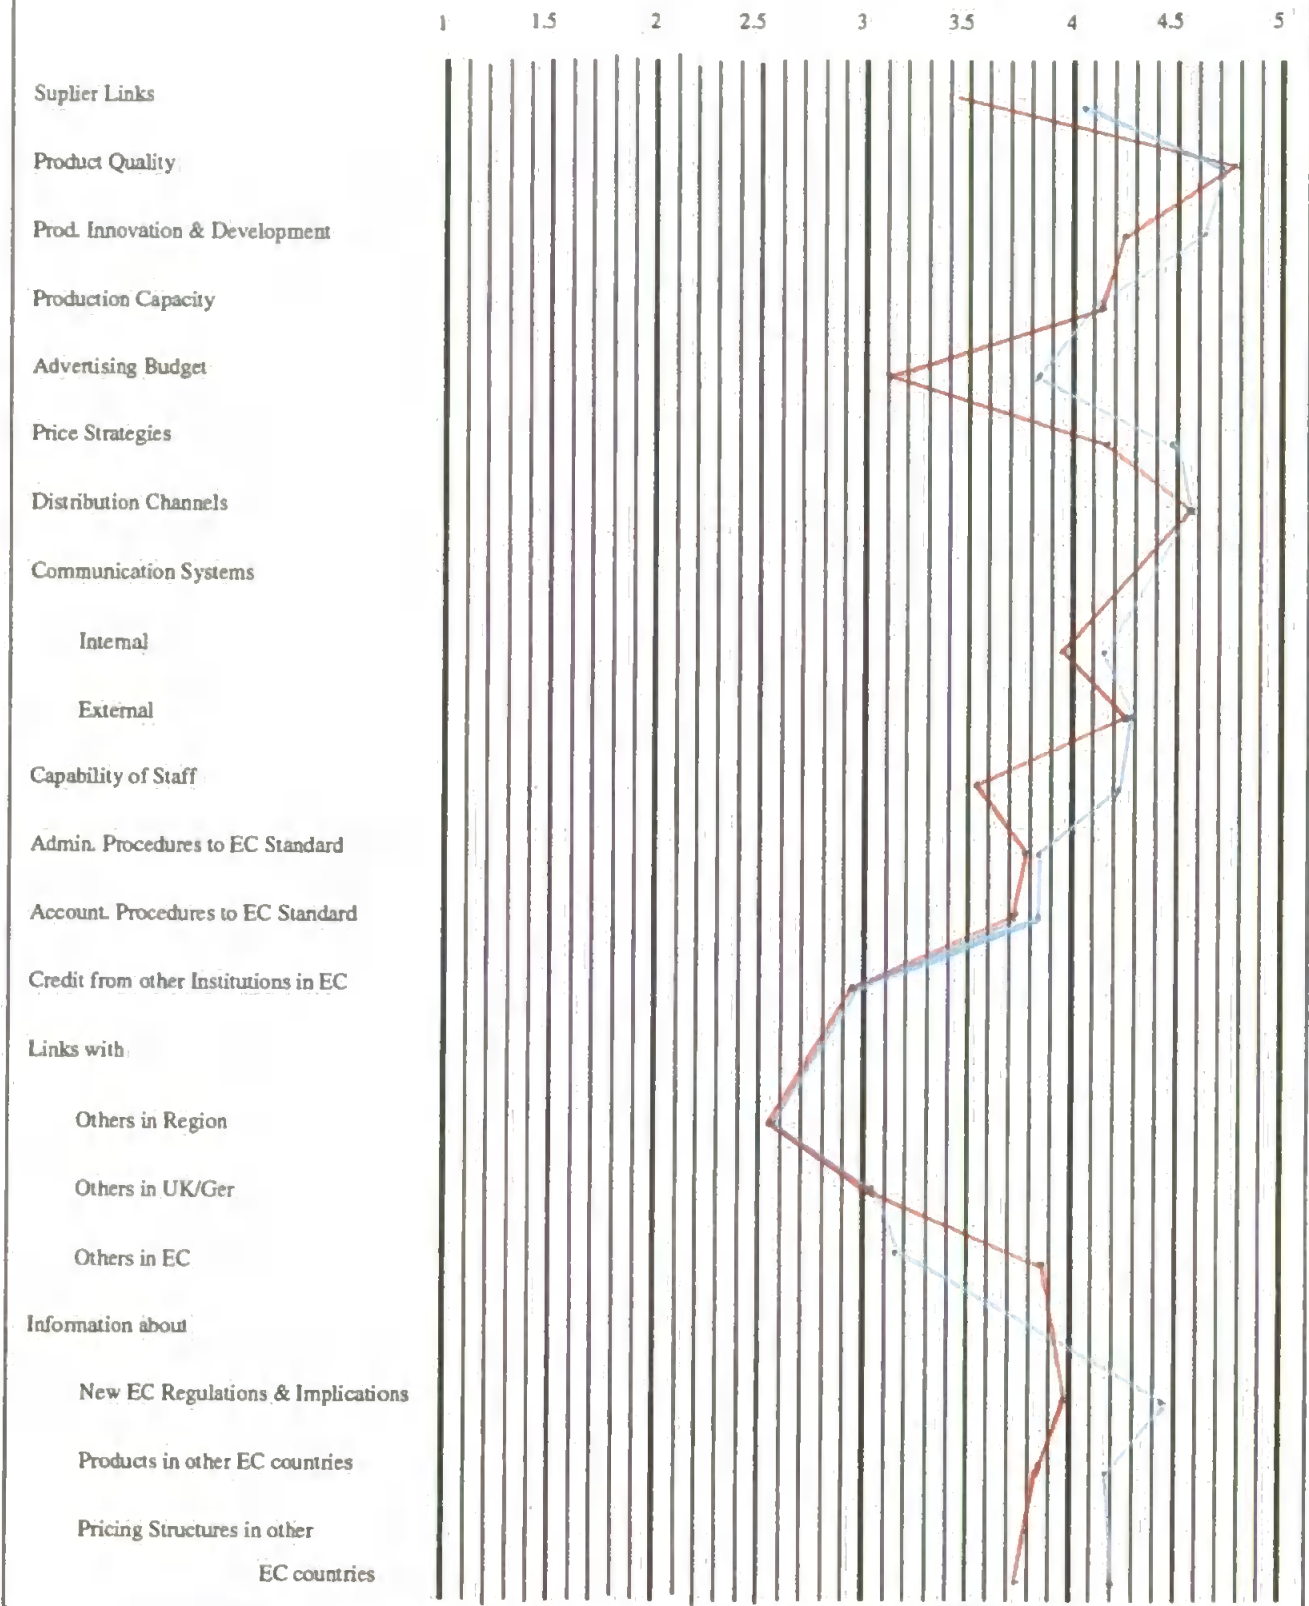 1 1.5 2 2.5 3 3.5 4 4.5 5
Suplier Links
Product Quality
Prod. Innovation & Development
Production Capacity
Advertising Budget
Price Strategies
Distribution Channels
Communication Systems
Internal
External
Capability of Staff
Admin. Procedures to EC Standard
Account. Procedures to EC Standard
Credit from other Institutions in EC
Links with
Others in Region
Others in UK/Ger
Others in EC
Information about
New EC Regulations & Implications
Products in other EC countries
Pricing Structures in other
EC countries